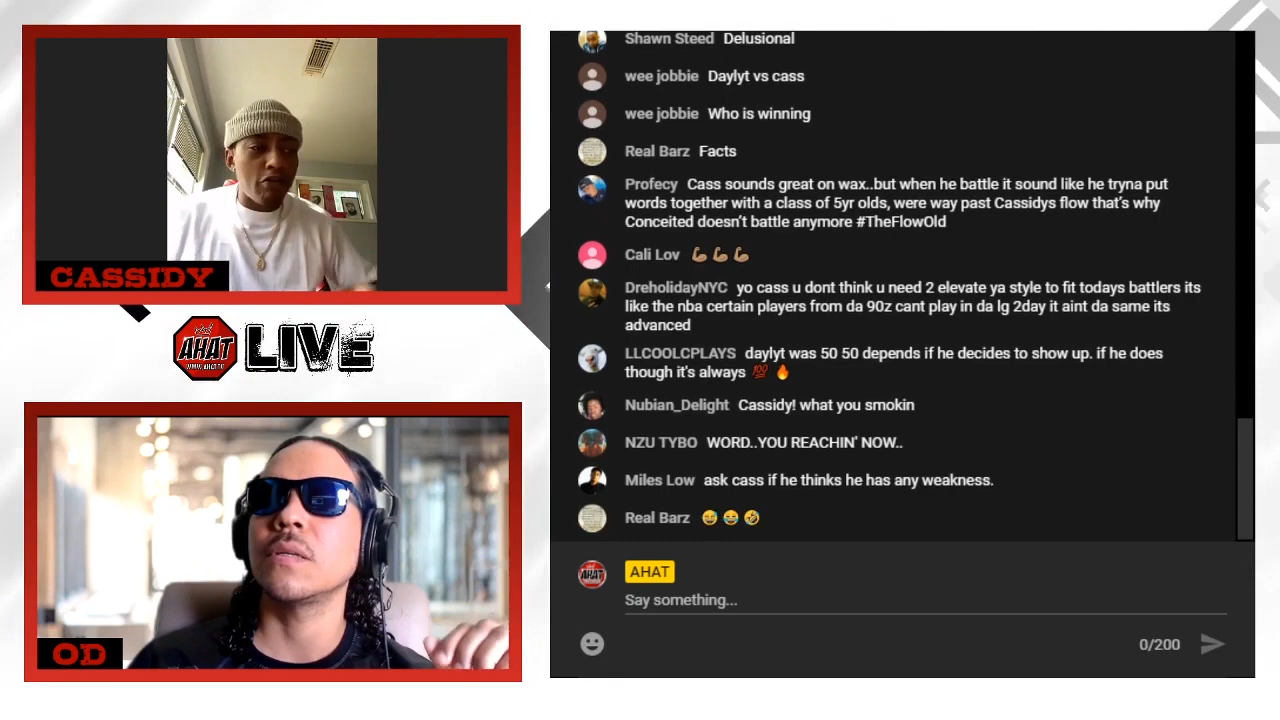 CASSIDY
AHAT
LIVE
OD
Shawn Steed Delusional
wee jobbie Daylyt vs cass
wee jobbie Who is winning
Real Barz Facts
Profecy Cass sounds great on wax..but when he battle it sound like he tryna put
words together with a class of 5yr olds, were way past Cassidys flow that’s why
Conceited doesn’t battle anymore #TheFlowOld
Cali Lov 💪🏽💪🏽💪🏽
DreholidayNYC yo cass u dont think u need 2 elevate ya style to fit todays battlers its
like the nba certain players from da 90z cant play in da lg 2day it aint da same its
advanced
LLCOOLCPLAYS daylyt was 50 50 depends if he decides to show up. if he does
though it's always 💯 🔥
Nubian_Delight Cassidy! what you smokin
NZU TYBO WORD..YOU REACHIN' NOW..
Miles Low ask cass if he thinks he has any weakness.
Real Barz 😅😂🤣
AHAT
AHAT
Say something...
0/200